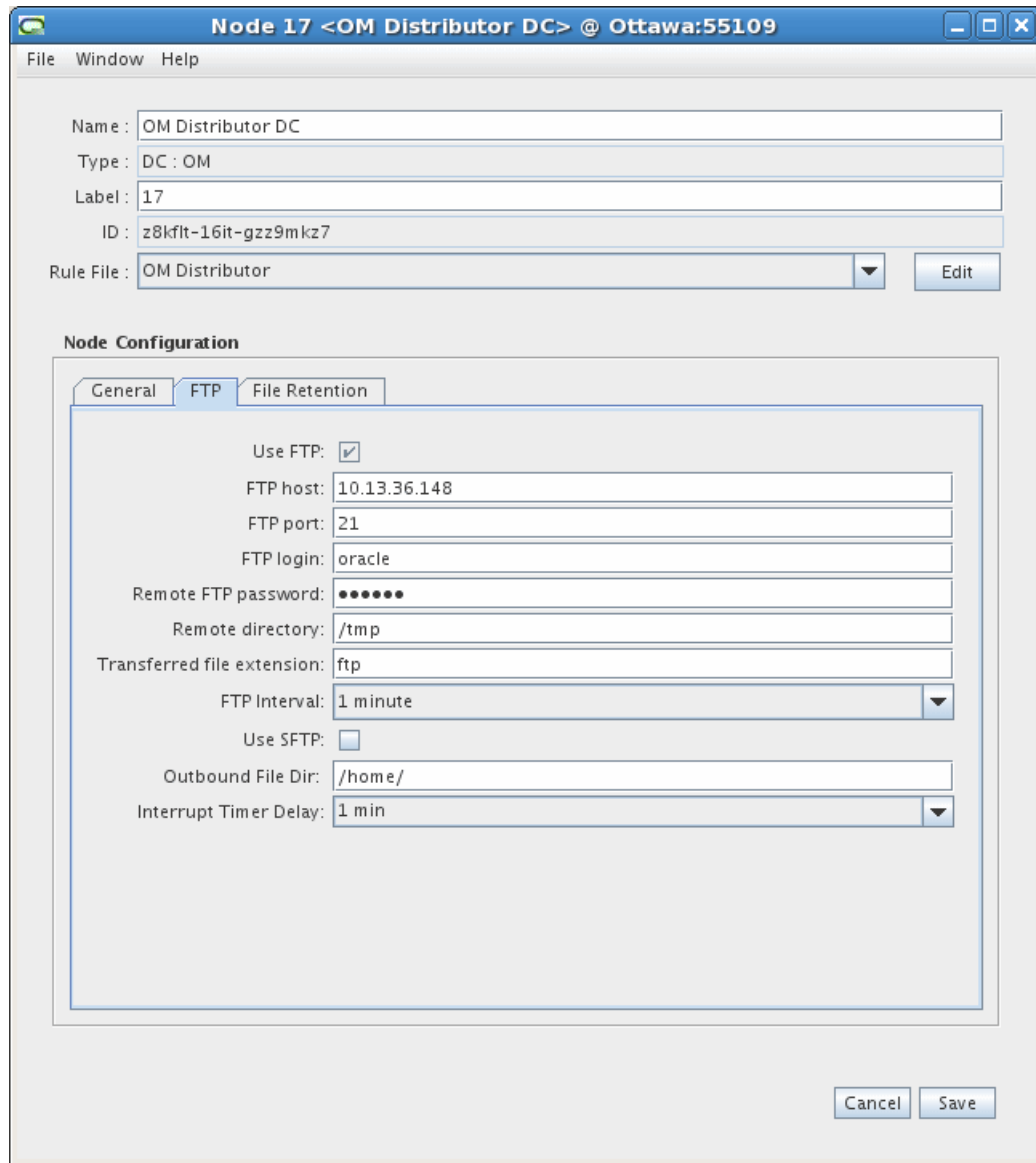 Node 17 <OM Distributor DC> @ Ottawa:55109
File Window Help
Name : OM Distributor DC
Type : DC : OM
Label : 17
ID : z8kflt-16it-gzz9mkz7
Rule File : OM Distributor Edit
Node Configuration
General FTP File Retention
Use FTP:
FTP host: 10.13.36.148
FTP port: 21
FTP login: oracle
Remote FTP password: ••••••
Remote directory: /tmp
Transferred file extension: ftp
FTP Interval: 1 minute
Use SFTP:
Outbound File Dir: /home/
Interrupt Timer Delay: 1 min
Cancel Save